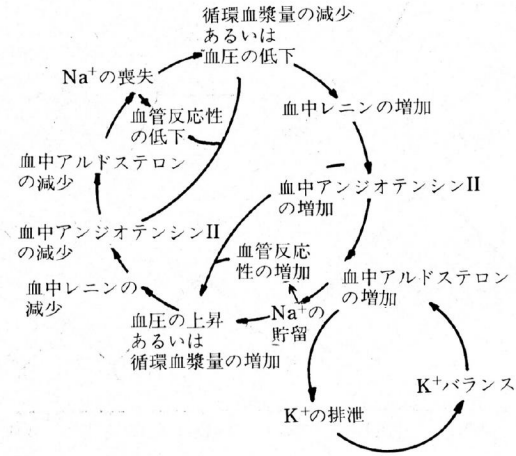 循環血漿量の減少
あるいは
血圧の低下
血中レニンの増加
血中アンジオテンシンII
の増加
血中アルドステロン
の増加
K⁺バランス
K⁺の排泄
Na⁺の
貯留
血管反応
性の増加
血圧の上昇
あるいは
循環血漿量の増加
血中レニンの
減少
血中アンジオテンシンII
の減少
血中アルドステロン
の減少
Na⁺の喪失
血管反応性
の低下